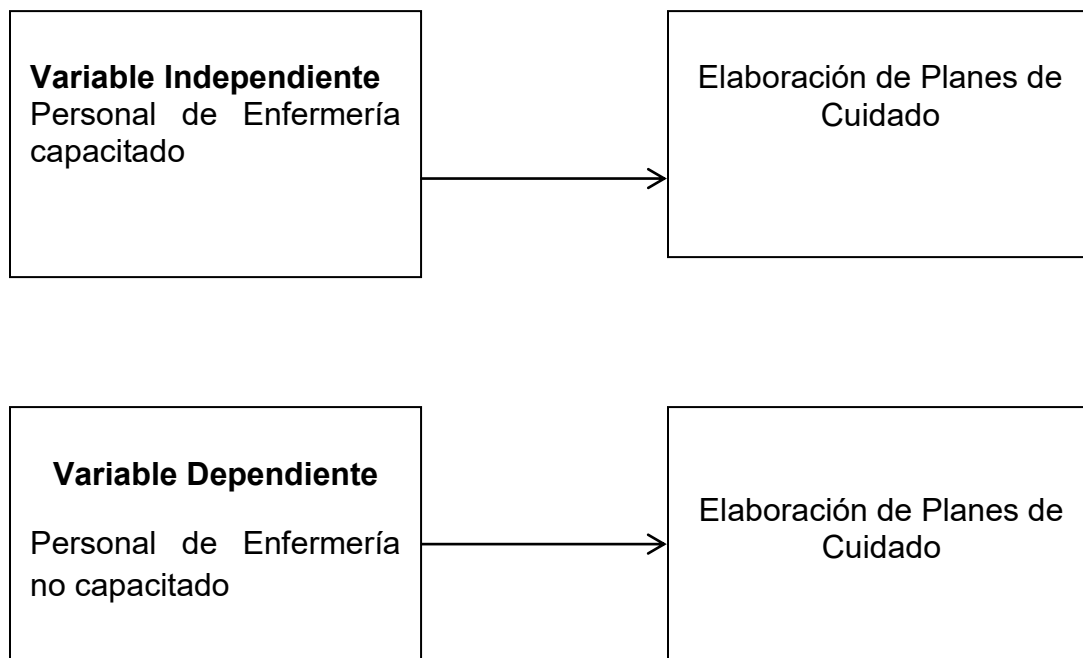 Variable Independiente
Personal de Enfermería
capacitado
Elaboración de Planes de
Cuidado
Variable Dependiente
Personal de Enfermería
no capacitado
Elaboración de Planes de
Cuidado